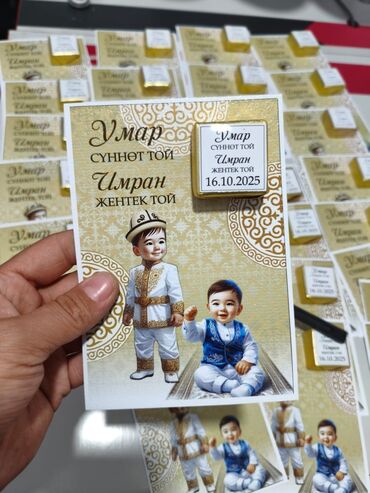 Умар
СҮННӨТ ТОЙ
Имран
ЖЕНТЕК ТОЙ
Умар
СҮННӨТ ТОЙ
Имран
ЖЕНТЕК ТОЙ
16.10.2025